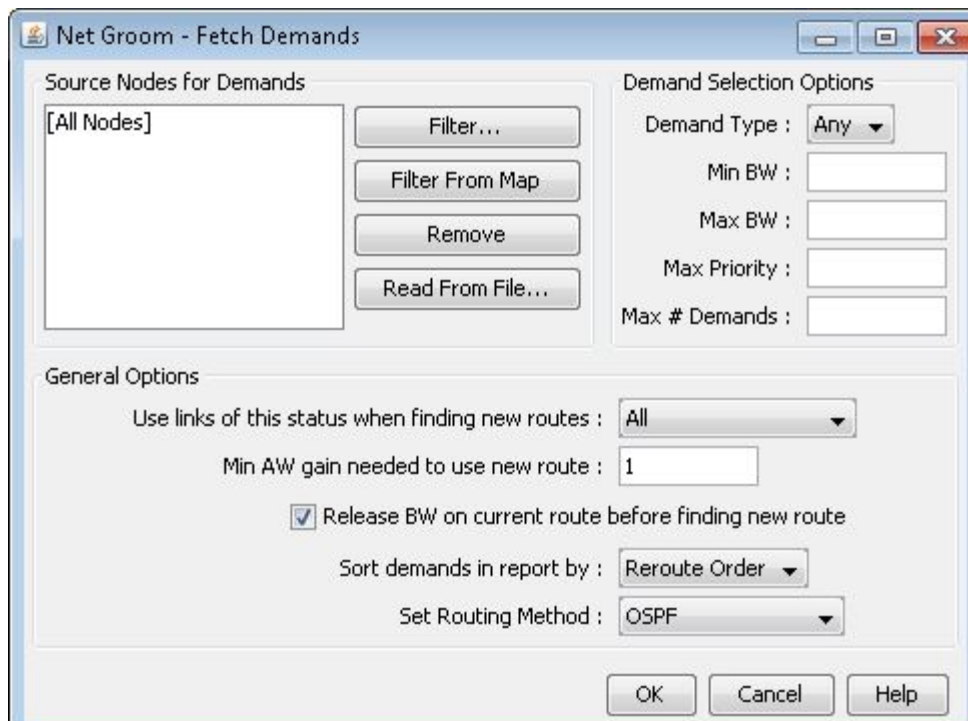 Net Groom - Fetch Demands
Source Nodes for Demands
[All Nodes]
Filter...
Filter From Map
Remove
Read From File...
Demand Selection Options
Demand Type : Any
Min BW :
Max BW :
Max Priority :
Max # Demands :
General Options
Use links of this status when finding new routes : All
Min AW gain needed to use new route : 1
Release BW on current route before finding new route
Sort demands in report by : Reroute Order
Set Routing Method : OSPF
OK Cancel Help